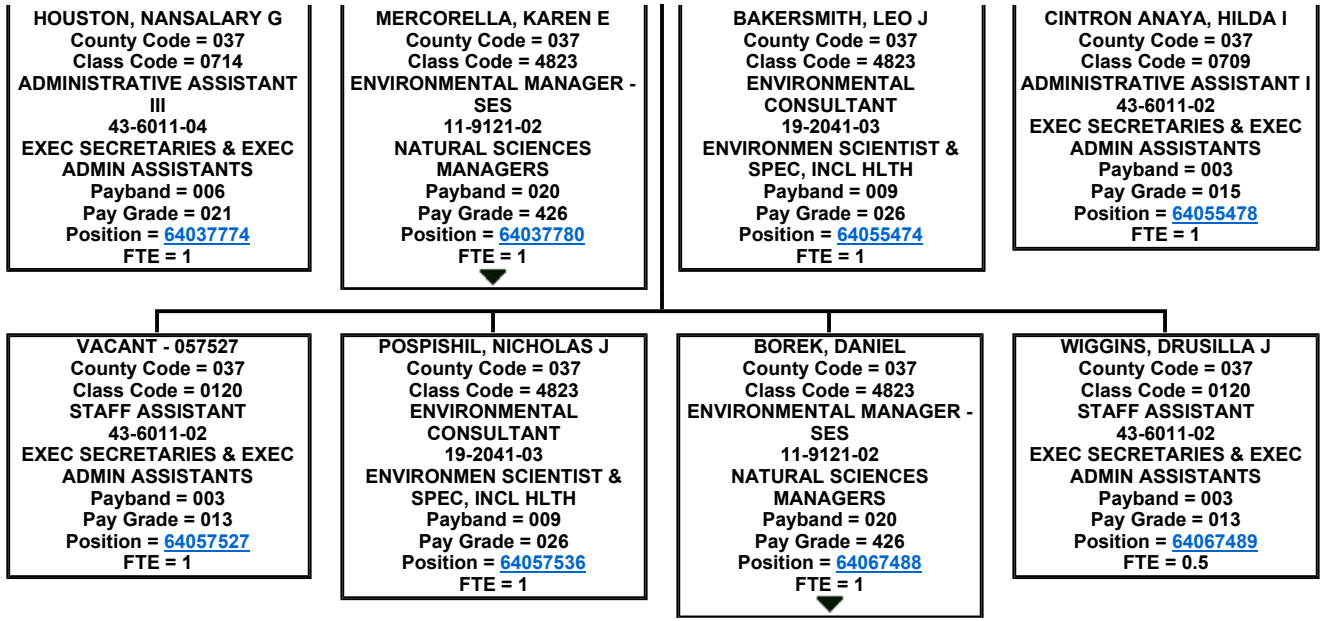 HOUSTON, NANSALARY G
County Code = 037
Class Code = 0714
ADMINISTRATIVE ASSISTANT
III
43-6011-04
EXEC SECRETARIES & EXEC
ADMIN ASSISTANTS
Payband = 006
Pay Grade = 021
Position = 64037774
FTE = 1
MERCORELLA, KAREN E
County Code = 037
Class Code = 4823
ENVIRONMENTAL MANAGER -
SES
11-9121-02
NATURAL SCIENCES
MANAGERS
Payband = 020
Pay Grade = 426
Position = 64037780
FTE = 1
BAKERSMITH, LEO J
County Code = 037
Class Code = 4823
ENVIRONMENTAL
CONSULTANT
19-2041-03
ENVIRONMEN SCIENTIST &
SPEC, INCL HLTH
Payband = 009
Pay Grade = 026
Position = 64055474
FTE = 1
CINTRON ANAYA, HILDA I
County Code = 037
Class Code = 0709
ADMINISTRATIVE ASSISTANT I
43-6011-02
EXEC SECRETARIES & EXEC
ADMIN ASSISTANTS
Payband = 003
Pay Grade = 015
Position = 64055478
FTE = 1
VACANT - 057527
County Code = 037
Class Code = 0120
STAFF ASSISTANT
43-6011-02
EXEC SECRETARIES & EXEC
ADMIN ASSISTANTS
Payband = 003
Pay Grade = 013
Position = 64057527
FTE = 1
POSPISHIL, NICHOLAS J
County Code = 037
Class Code = 4823
ENVIRONMENTAL
CONSULTANT
19-2041-03
ENVIRONMEN SCIENTIST &
SPEC, INCL HLTH
Payband = 009
Pay Grade = 026
Position = 64057536
FTE = 1
BOREK, DANIEL
County Code = 037
Class Code = 4823
ENVIRONMENTAL MANAGER -
SES
11-9121-02
NATURAL SCIENCES
MANAGERS
Payband = 020
Pay Grade = 426
Position = 64067488
FTE = 1
WIGGINS, DRUSILLA J
County Code = 037
Class Code = 0120
STAFF ASSISTANT
43-6011-02
EXEC SECRETARIES & EXEC
ADMIN ASSISTANTS
Payband = 003
Pay Grade = 013
Position = 64067489
FTE = 0.5